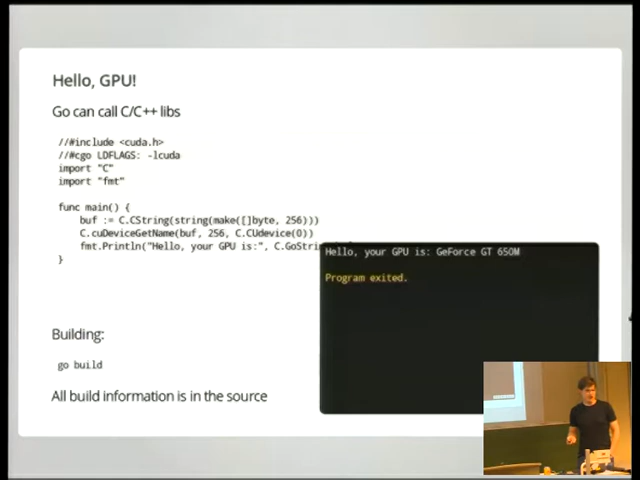 Hello, GPU!
Go can call C/C++ libs
//#include <cuda.h>
//#cgo LDFLAGS: -lcuda
import "C"
import "fmt"
func main() {
buf := C.CString(string(make([]byte, 256)))
C.cuDeviceGetName(buf, 256, C.CUdevice(0))
fmt.Println("Hello, your GPU is:", C.GoStrin
}
Hello, your GPU is: GeForce GT 650M
Program exited.
Building:
go build
All build information is in the source